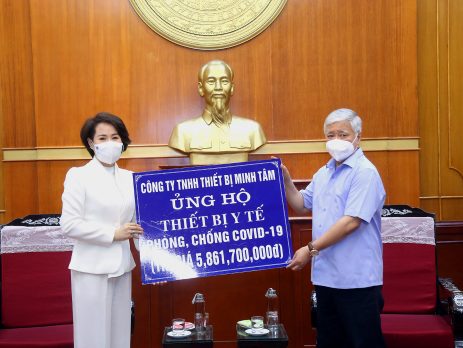 CÔNG TY TNHH THIẾT BỊ MINH TÂM
ỦNG HỘ
THIẾT BỊ Y TẾ
PHÒNG, CHỐNG COVID-19
GIÁ 5,861,700,000đ)